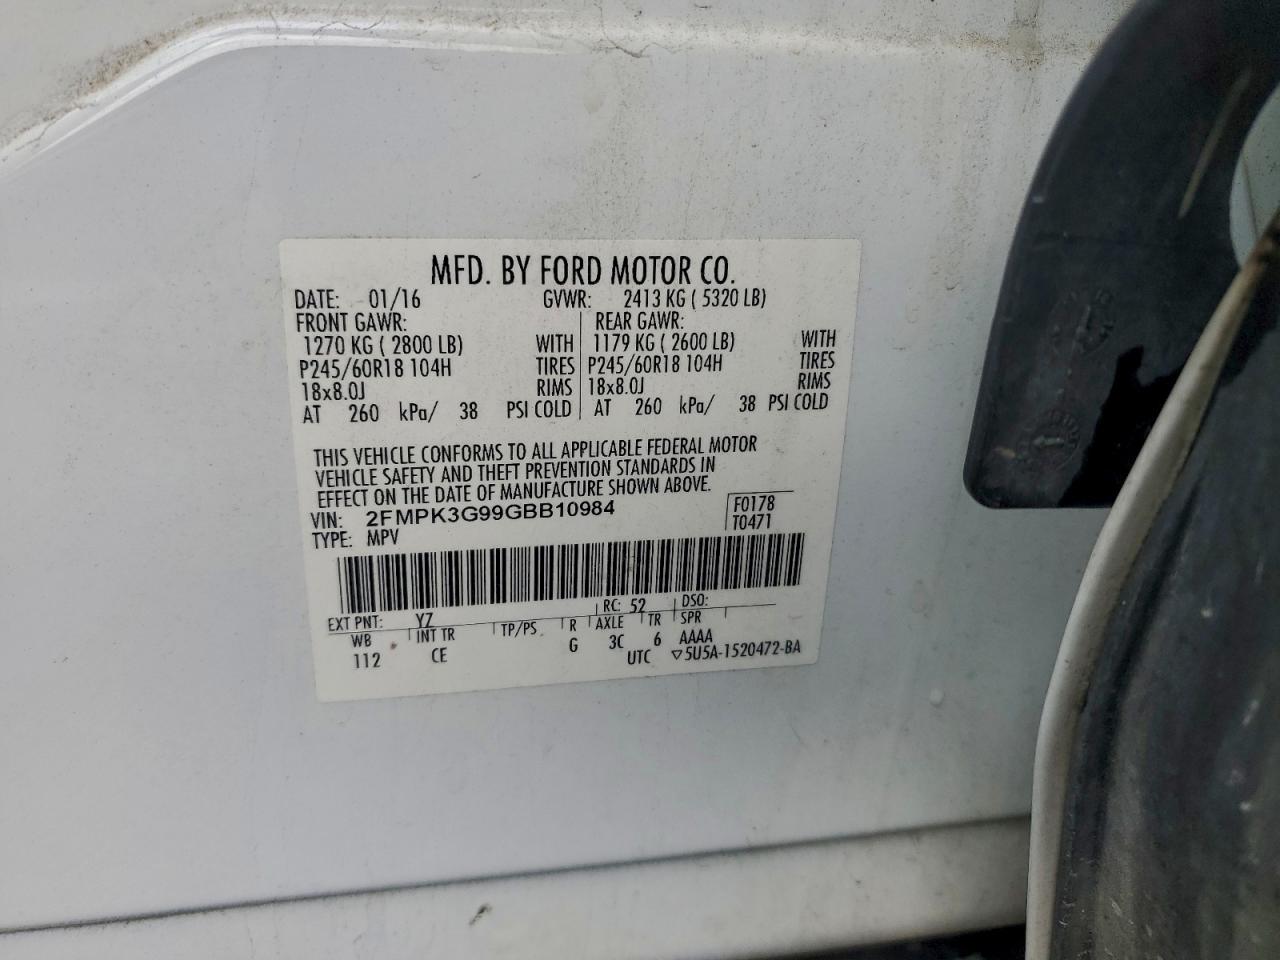 MFD. BY FORD MOTOR CO.
DATE: 01/16 GVWR: 2413 KG ( 5320 LB)
FRONT GAWR: REAR GAWR:
1270 KG ( 2800 LB) WITH 1179 KG ( 2600 LB) WITH
P245/60R18 104H TIRES P245/60R18 104H TIRES
18x8.0J RIMS 18x8.0J RIMS
AT 260 kPa/ 38 PSI COLD AT 260 kPa/ 38 PSI COLD
THIS VEHICLE CONFORMS TO ALL APPLICABLE FEDERAL MOTOR
VEHICLE SAFETY AND THEFT PREVENTION STANDARDS IN
EFFECT ON THE DATE OF MANUFACTURE SHOWN ABOVE.
VIN: 2FMPK3G99GBB10984 F0178
TYPE: MPV T0471
EXT PNT: YZ RC: 52 DSO:
WB INT TR TP/PS R AXLE TR SPR
112 CE G 3C 6 AAAA
UTC ▽5U5A-1520472-BA